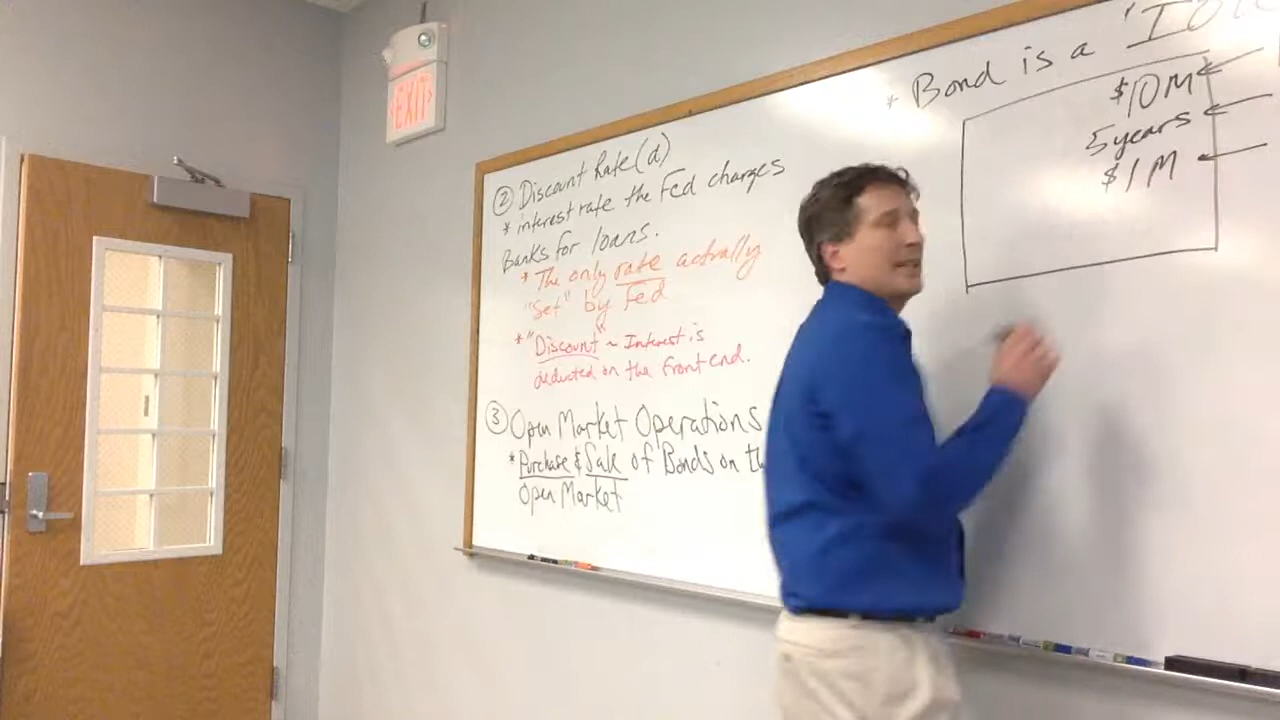 EXIT
② Discount Rate (d)
* interest rate the Fed charges
Banks for loans.
* The only rate actually
"Set" by Fed
* "Discount" ~ Interest is
deducted on the front end.
③ Open Market Operations
* Purchase & Sale of Bonds on
Open Market
* Bond is a
$10M
5 years
$1M